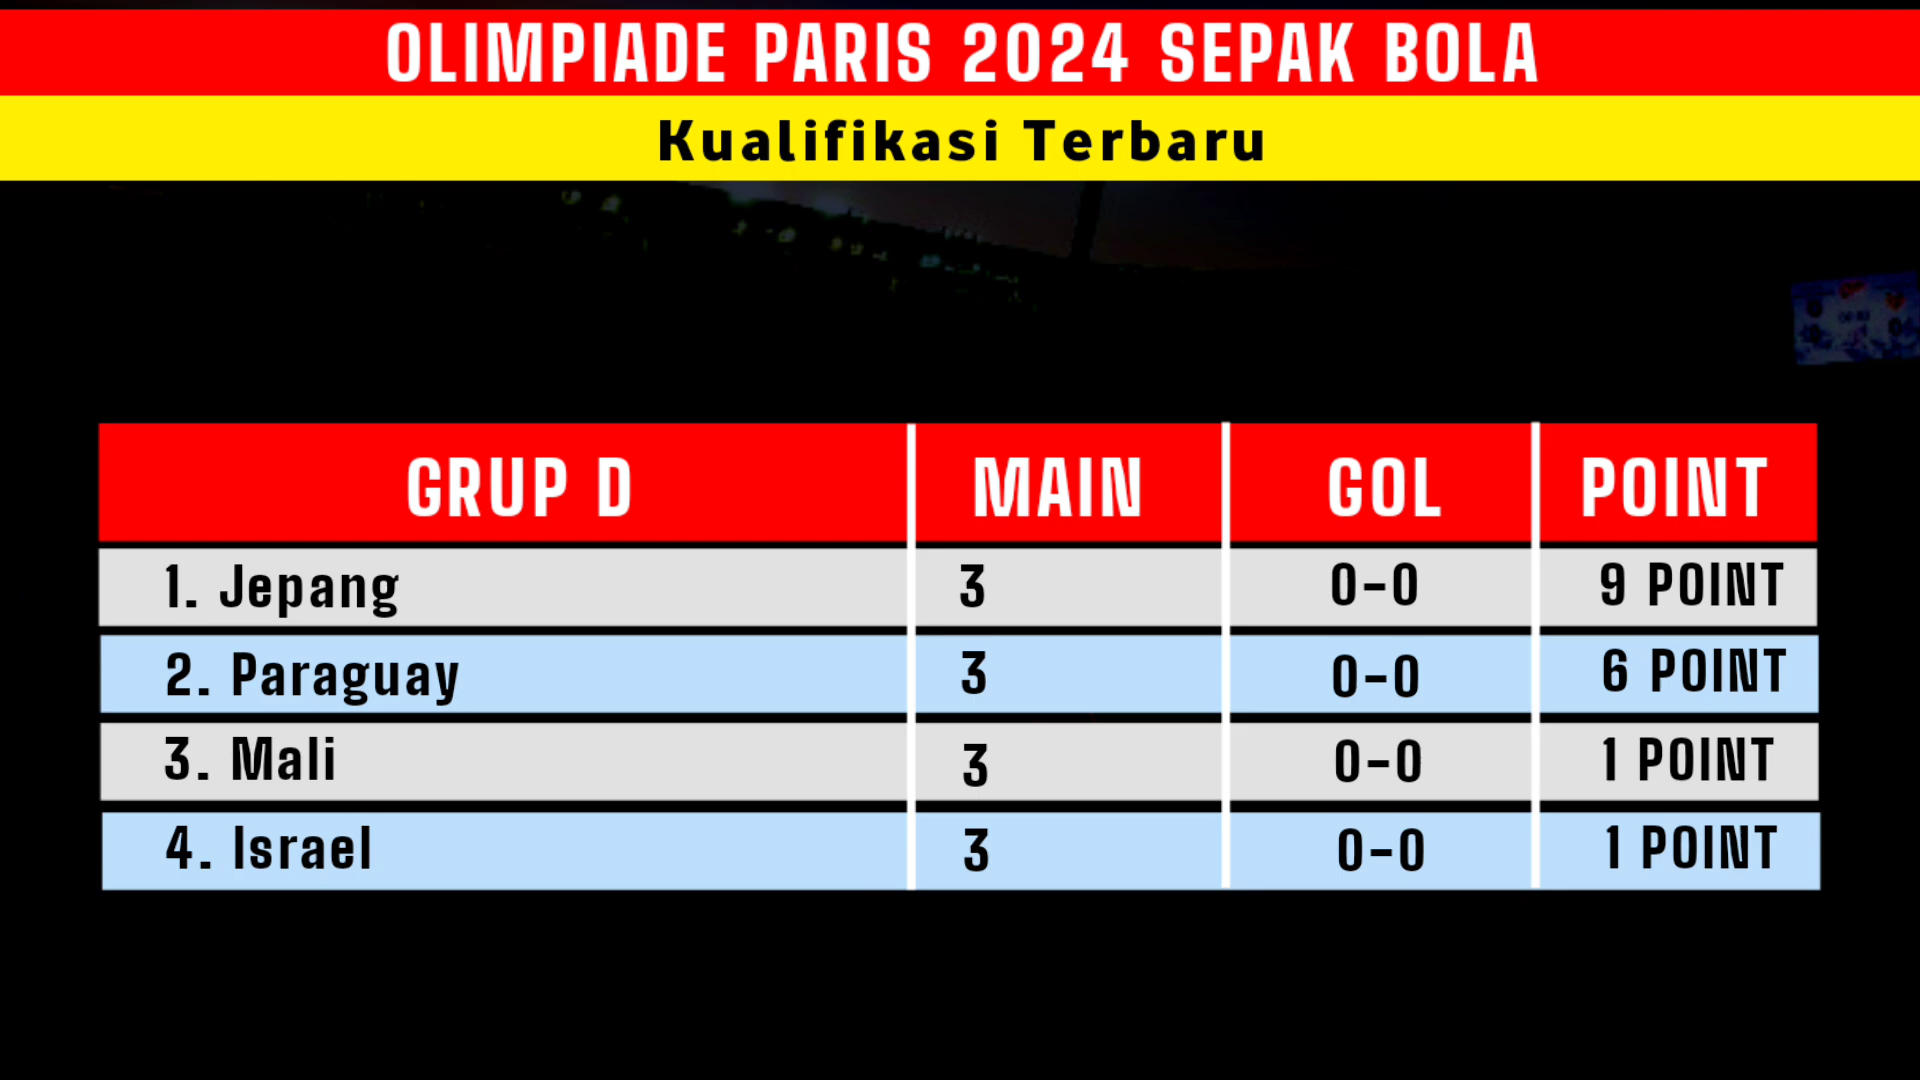 OLIMPIADE PARIS 2024 SEPAK BOLA
Kualifikasi Terbaru
GRUP D MAIN GOL POINT
1. Jepang 3 0-0 9 POINT
2. Paraguay 3 0-0 6 POINT
3. Mali 3 0-0 1 POINT
4. Israel 3 0-0 1 POINT